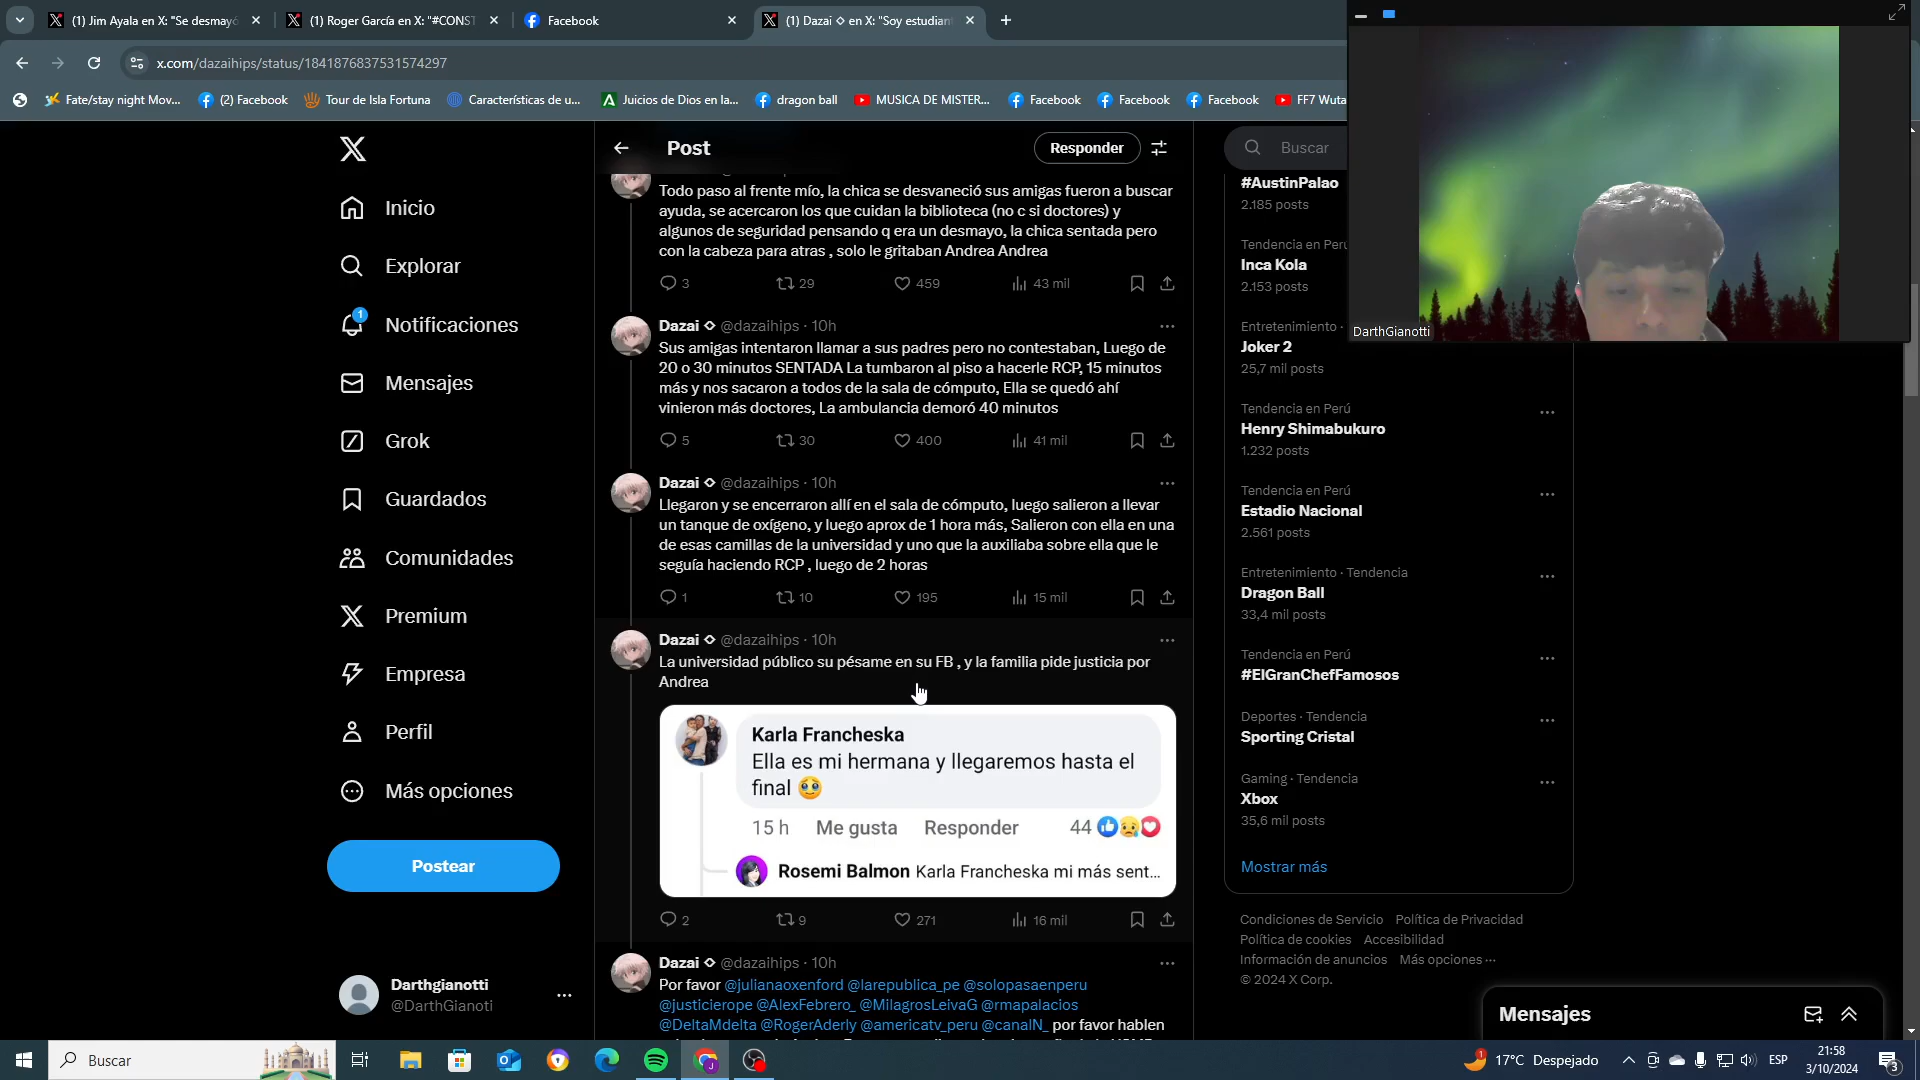 (1) Jim Ayala en X: "Se desmayó
(1) Roger García en X: "#CONST
Facebook
(1) Dazai ◇ en X: "Soy estudiant
x.com/dazaihips/status/1841876837531574297
Fate/stay night Mov...
(2) Facebook
Tour de Isla Fortuna
Características de u...
Juicios de Dios en la...
dragon ball
MUSICA DE MISTER...
Facebook
Facebook
Facebook
FF7 Wuta
DarthGianotti
Inicio
Explorar
1
Notificaciones
Mensajes
Grok
Guardados
Comunidades
Premium
Empresa
Perfil
Más opciones
Postear
Darthgianotti
@DarthGianoti
Post
Responder
Todo paso al frente mío, la chica se desvaneció sus amigas fueron a buscar
ayuda, se acercaron los que cuidan la biblioteca (no c si doctores) y
algunos de seguridad pensando q era un desmayo, la chica sentada pero
con la cabeza para atras , solo le gritaban Andrea Andrea
3 29 459 43 mil
Dazai ◇ @dazaihips · 10h
Sus amigas intentaron llamar a sus padres pero no contestaban, Luego de
20 o 30 minutos SENTADA La tumbaron al piso a hacerle RCP, 15 minutos
más y nos sacaron a todos de la sala de cómputo, Ella se quedó ahí
vinieron más doctores, La ambulancia demoró 40 minutos
5 30 400 41 mil
Dazai ◇ @dazaihips · 10h
Llegaron y se encerraron allí en el sala de cómputo, luego salieron a llevar
un tanque de oxígeno, y luego aprox de 1 hora más, Salieron con ella en una
de esas camillas de la universidad y uno que la auxiliaba sobre ella que le
seguía haciendo RCP , luego de 2 horas
1 10 195 15 mil
Dazai ◇ @dazaihips · 10h
La universidad público su pésame en su FB , y la familia pide justicia por
Andrea
Karla Francheska
Ella es mi hermana y llegaremos hasta el
final 🥹
15 h Me gusta Responder 44
Rosemi Balmon Karla Francheska mi más sent...
2 9 271 16 mil
Dazai ◇ @dazaihips · 10h
Por favor @julianaoxenford @larepublica_pe @solopasaenperu
@justicierope @AlexFebrero_ @MilagrosLeivaG @rmapalacios
@DeltaMdelta @RogerAderly @americatv_peru @canalN_ por favor hablen
Buscar
#AustinPalao
2.185 posts
Tendencia en Perú
Inca Kola
2.153 posts
Entretenimiento ·
Joker 2
25,7 mil posts
Tendencia en Perú
Henry Shimabukuro
1.232 posts
Tendencia en Perú
Estadio Nacional
2.561 posts
Entretenimiento · Tendencia
Dragon Ball
33,4 mil posts
Tendencia en Perú
#ElGranChefFamosos
Deportes · Tendencia
Sporting Cristal
Gaming · Tendencia
Xbox
35,6 mil posts
Mostrar más
Condiciones de Servicio Política de Privacidad
Política de cookies Accesibilidad
Información de anuncios Más opciones ···
© 2024 X Corp.
Mensajes
Buscar
1
17°C Despejado
ESP
21:58
3/10/2024
3